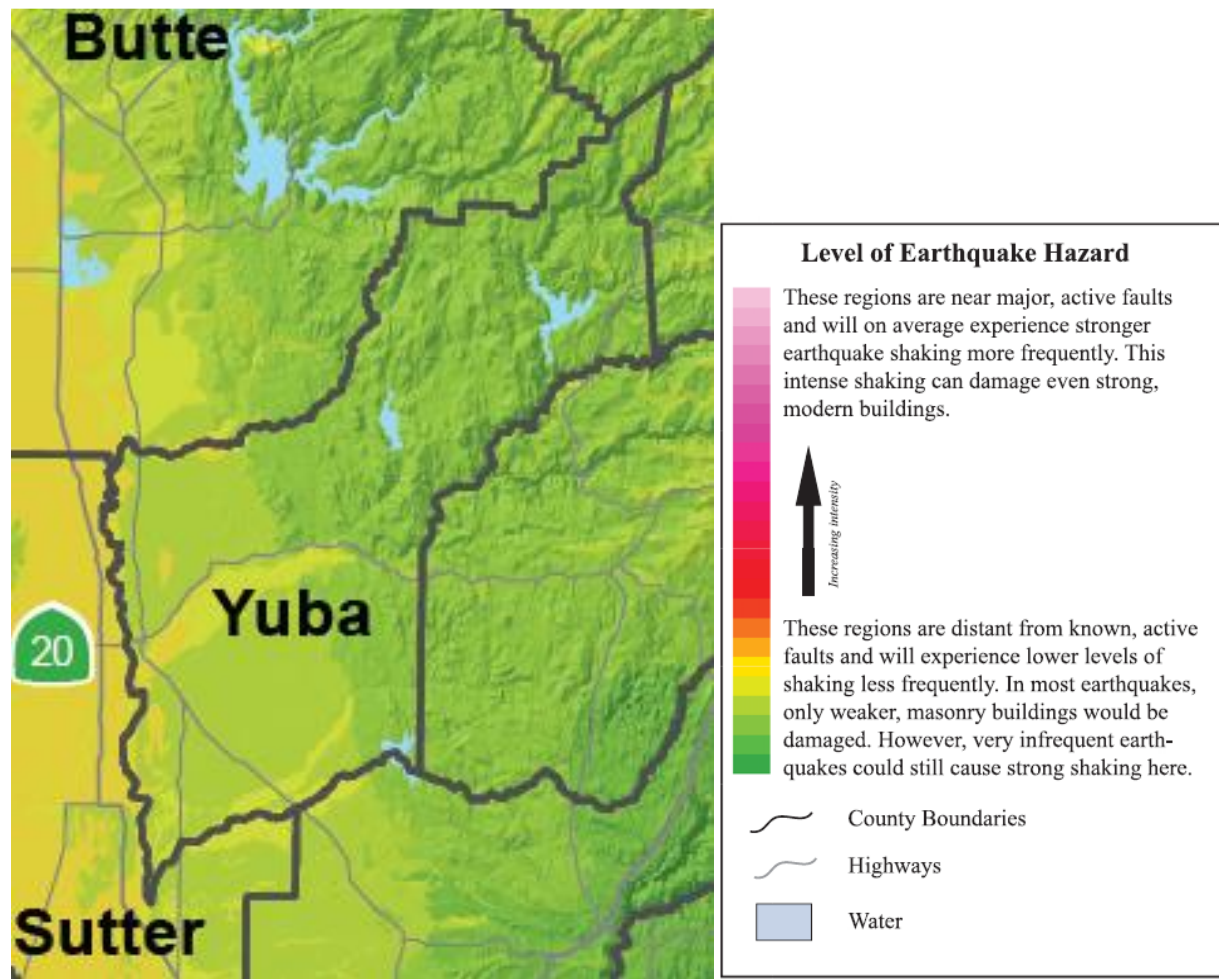 Butte
Yuba
20
Sutter
Level of Earthquake Hazard
These regions are near major, active faults
and will on average experience stronger
earthquake shaking more frequently. This
intense shaking can damage even strong,
modern buildings.
Increasing intensity
These regions are distant from known, active
faults and will experience lower levels of
shaking less frequently. In most earthquakes,
only weaker, masonry buildings would be
damaged. However, very infrequent earth-
quakes could still cause strong shaking here.
County Boundaries
Highways
Water